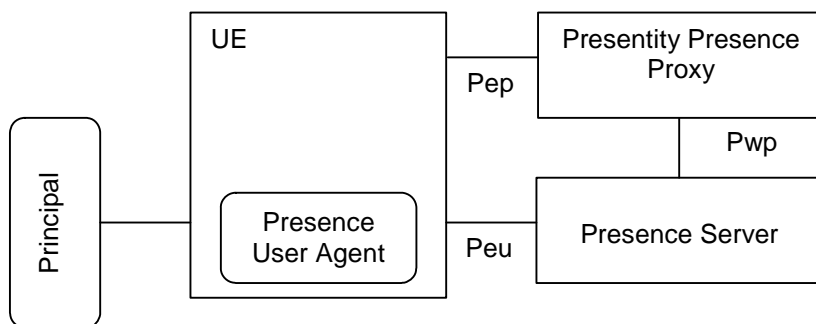 UE
Presentity Presence
Proxy
Pep
Pwp
Principal
Presence
User Agent
Peu
Presence Server